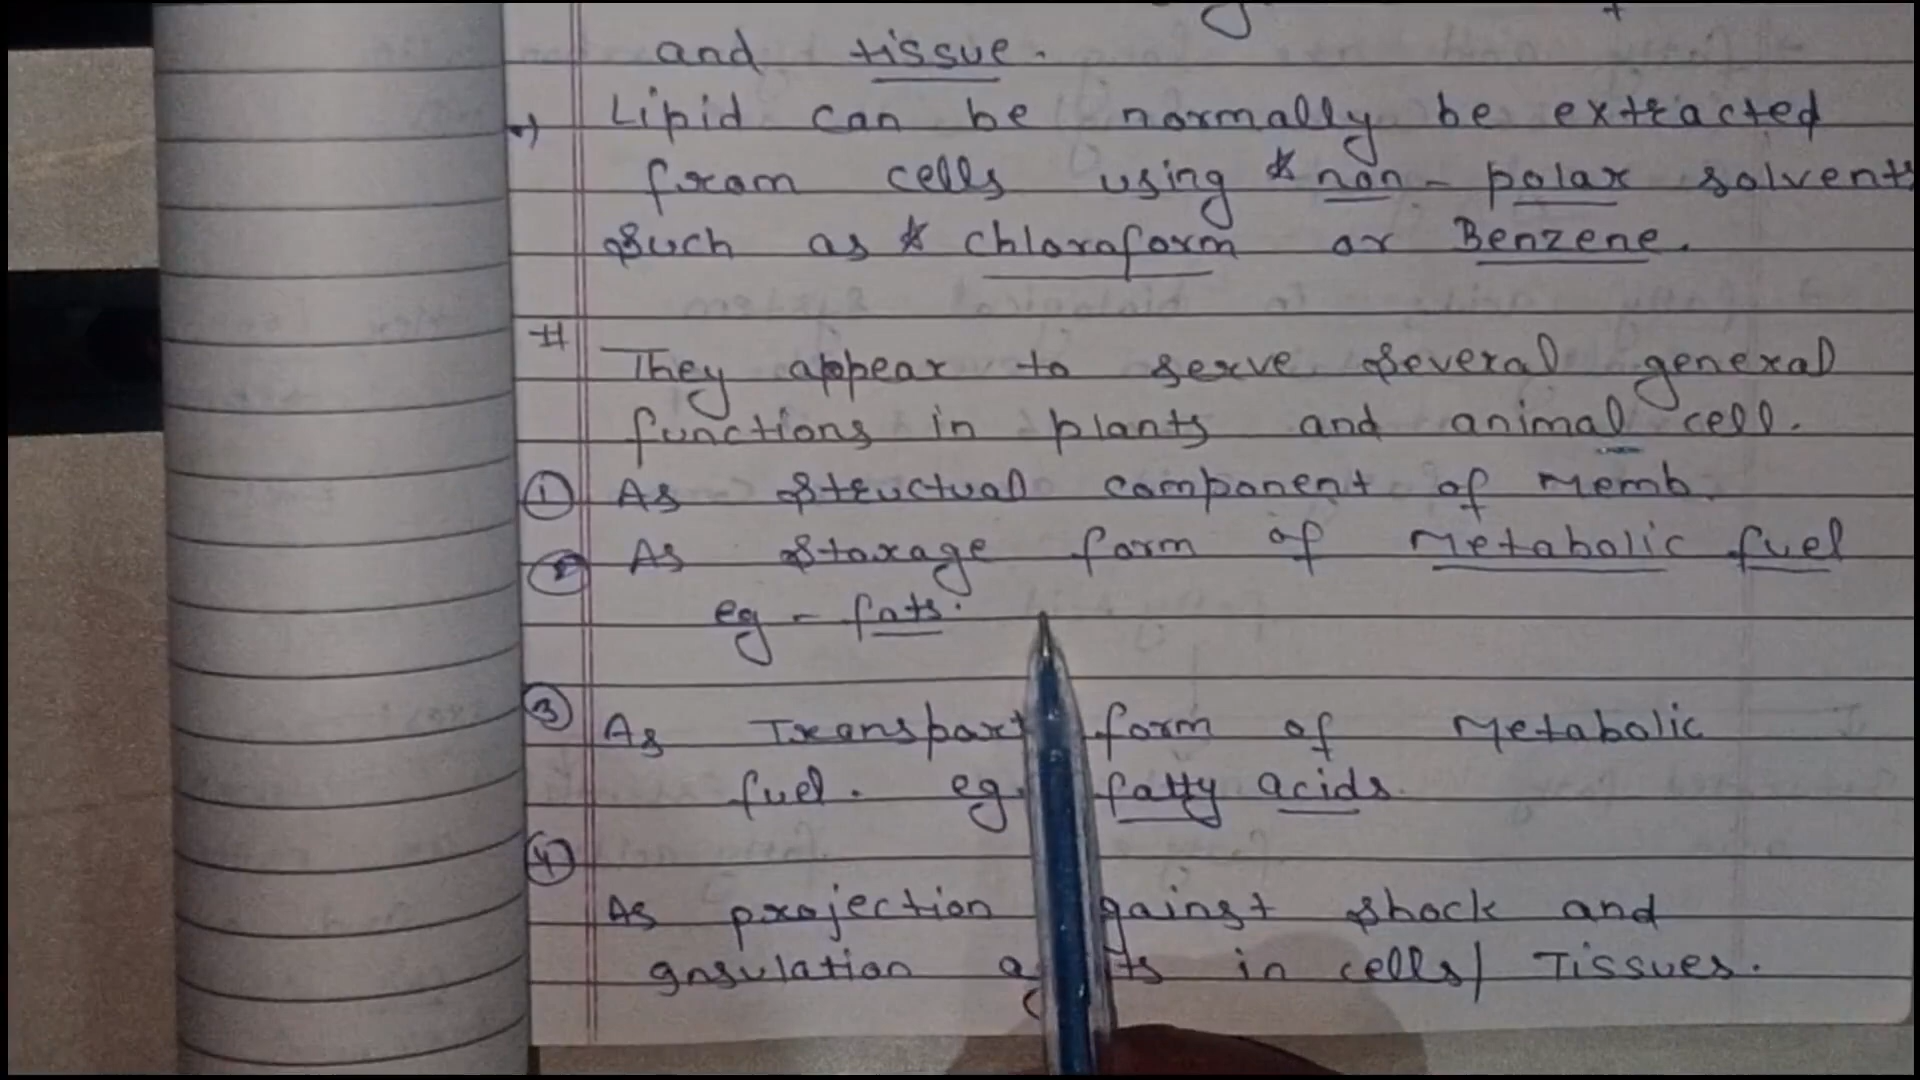 and tissue.
Lipid can be normally be extracted
from cells using * non-polar solvents
such as * chloroform or Benzene.
# They appear to serve several general
functions in plants and animal cell.
① As structual component of Memb.
② As storage form of Metabolic fuel
eg - fats.
③ As Transport form of Metabolic
fuel. eg. fatty acids.
④
As projection gainst shock and
insulation in cells/ Tissues.